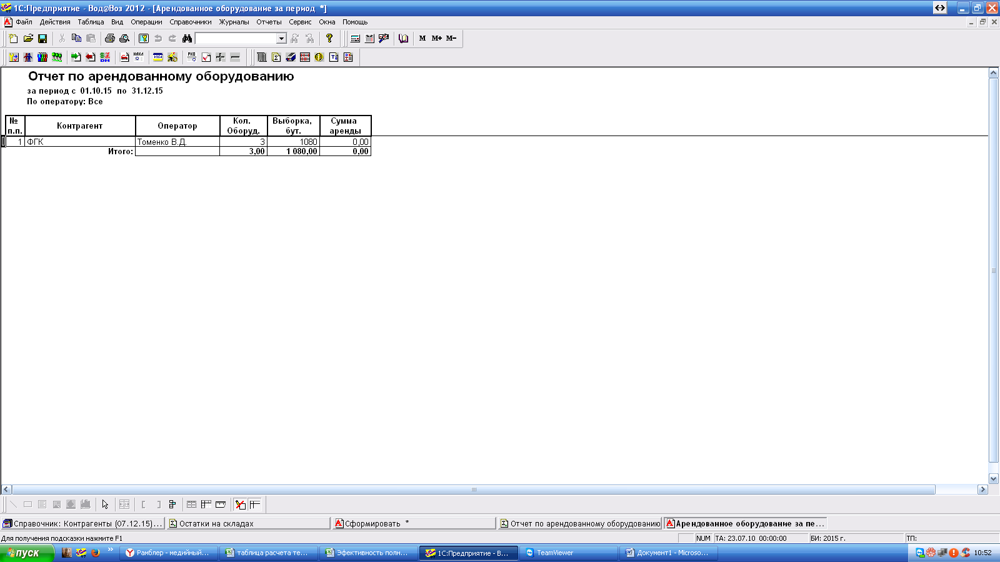 1С:Предприятие - Вод@Воз 2012 - [Арендованное оборудование за период *]
Файл Действия Таблица Вид Операции Справочники Журналы Отчеты Сервис Окна Помощь
M M+ M-
Отчет по арендованному оборудованию
за период с 01.10.15 по 31.12.15
По оператору: Все
№ п.п. Контрагент Оператор Кол. Оборуд. Выборка, бут. Сумма аренды
1 ФГК Томенко В.Д. 3 1080 0,00
Итого: 3,00 1 080,00 0,00
Справочник: Контрагенты (07.12.15)... Остатки на складах Сформировать * Отчет по арендованному оборудованию Арендованное оборудование за пе...
Для получения подсказки нажмите F1 NUM TA: 23.07.10 00:00:00 БИ: 2015 г. ТП:
пуск Рамблер - медийный... таблица расчета те... Эфективность полн... 1С:Предприятие - В... TeamViewer Документ1 - Microso... 10:52